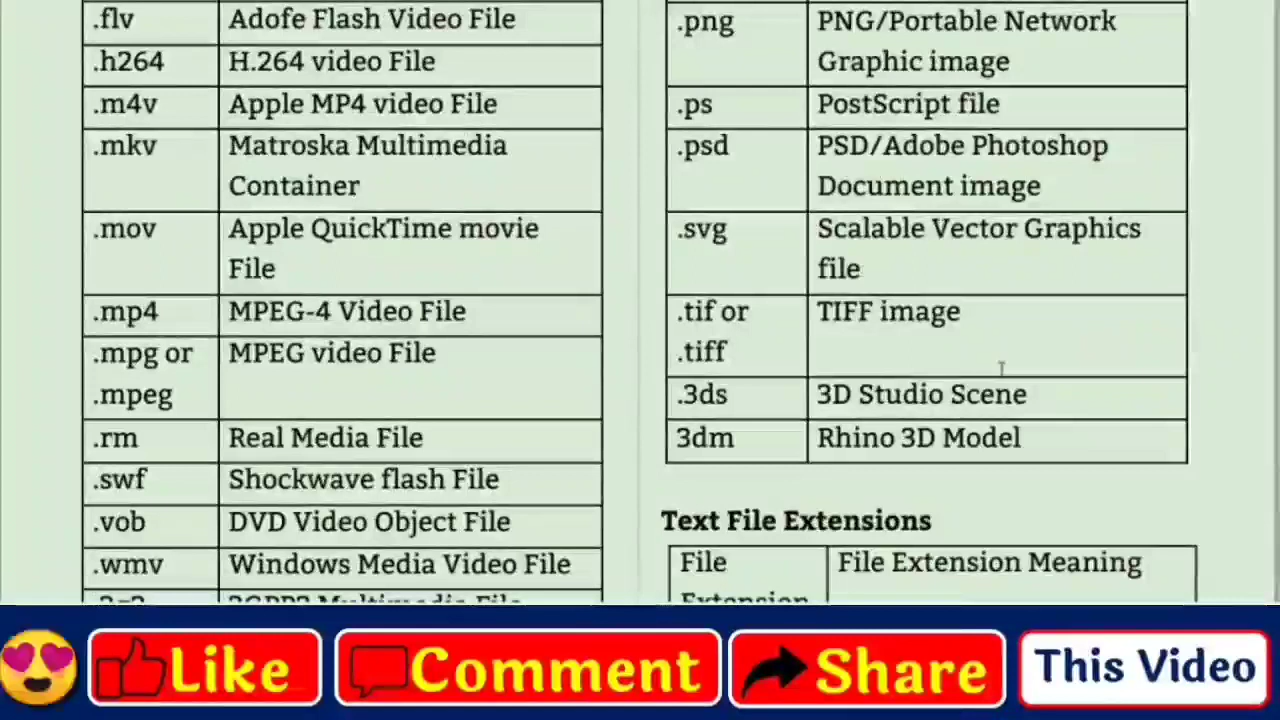 .flv Adofe Flash Video File
.h264 H.264 video File
.m4v Apple MP4 video File
.mkv Matroska Multimedia
Container
.mov Apple QuickTime movie
File
.mp4 MPEG-4 Video File
.mpg or MPEG video File
.mpeg
.rm Real Media File
.swf Shockwave flash File
.vob DVD Video Object File
.wmv Windows Media Video File
.png PNG/Portable Network
Graphic image
.ps PostScript file
.psd PSD/Adobe Photoshop
Document image
.svg Scalable Vector Graphics
file
.tif or TIFF image
.tiff
.3ds 3D Studio Scene
3dm Rhino 3D Model
Text File Extensions
File File Extension Meaning
Extension
Like Comment Share This Video